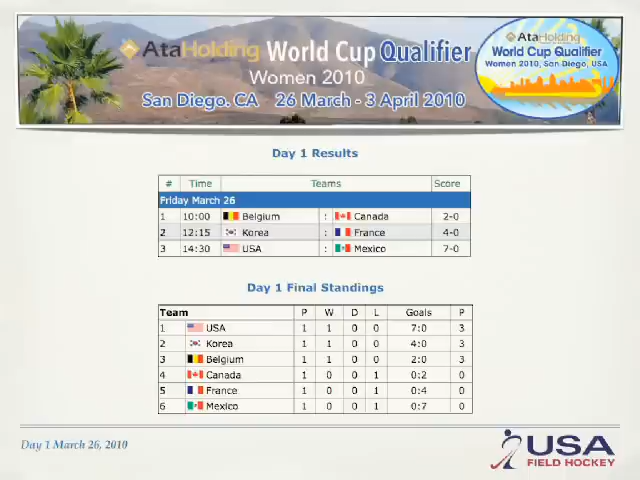 AtaHolding World Cup Qualifier
Women 2010
San Diego. CA 26 March - 3 April 2010
AtaHolding
World Cup Qualifier
Women 2010, San Diego, USA
Day 1 Results
# Time Teams Score
Friday March 26
1 10:00 Belgium : Canada 2-0
2 12:15 Korea : France 4-0
3 14:30 USA : Mexico 7-0
Day 1 Final Standings
Team P W D L Goals P
1 USA 1 1 0 0 7:0 3
2 Korea 1 1 0 0 4:0 3
3 Belgium 1 1 0 0 2:0 3
4 Canada 1 0 0 1 0:2 0
5 France 1 0 0 1 0:4 0
6 Mexico 1 0 0 1 0:7 0
Day 1 March 26, 2010
USA
FIELD HOCKEY